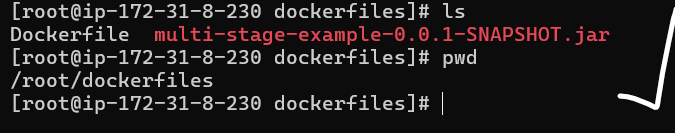 [root@ip-172-31-8-230 dockerfiles]# ls
Dockerfile  multi-stage-example-0.0.1-SNAPSHOT.jar
[root@ip-172-31-8-230 dockerfiles]# pwd
/root/dockerfiles
[root@ip-172-31-8-230 dockerfiles]#